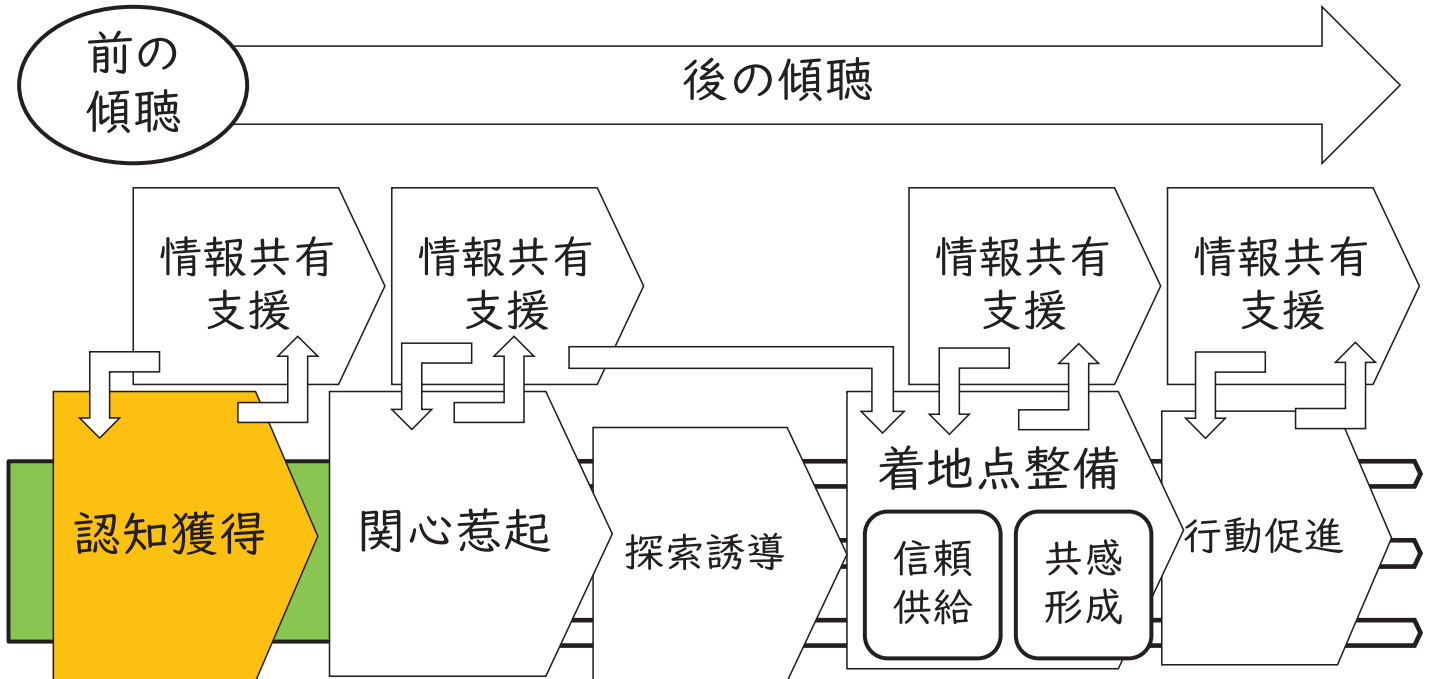 前の
傾聴
後の傾聴
情報共有
支援
情報共有
支援
情報共有
支援
情報共有
支援
認知獲得
関心惹起
探索誘導
着地点整備
信頼
供給
共感
形成
行動促進